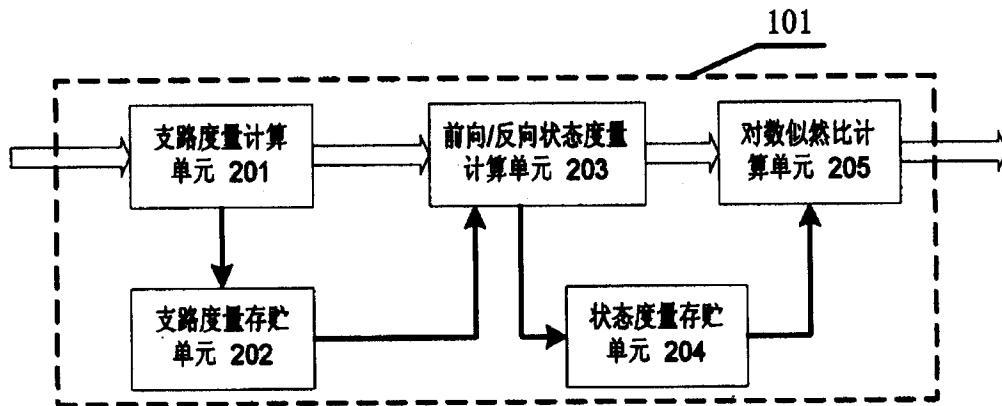 101
支路度量计算
单元 201
前向/反向状态度量
计算单元 203
对数似然比计
算单元 205
支路度量存贮
单元 202
状态度量存贮
单元 204